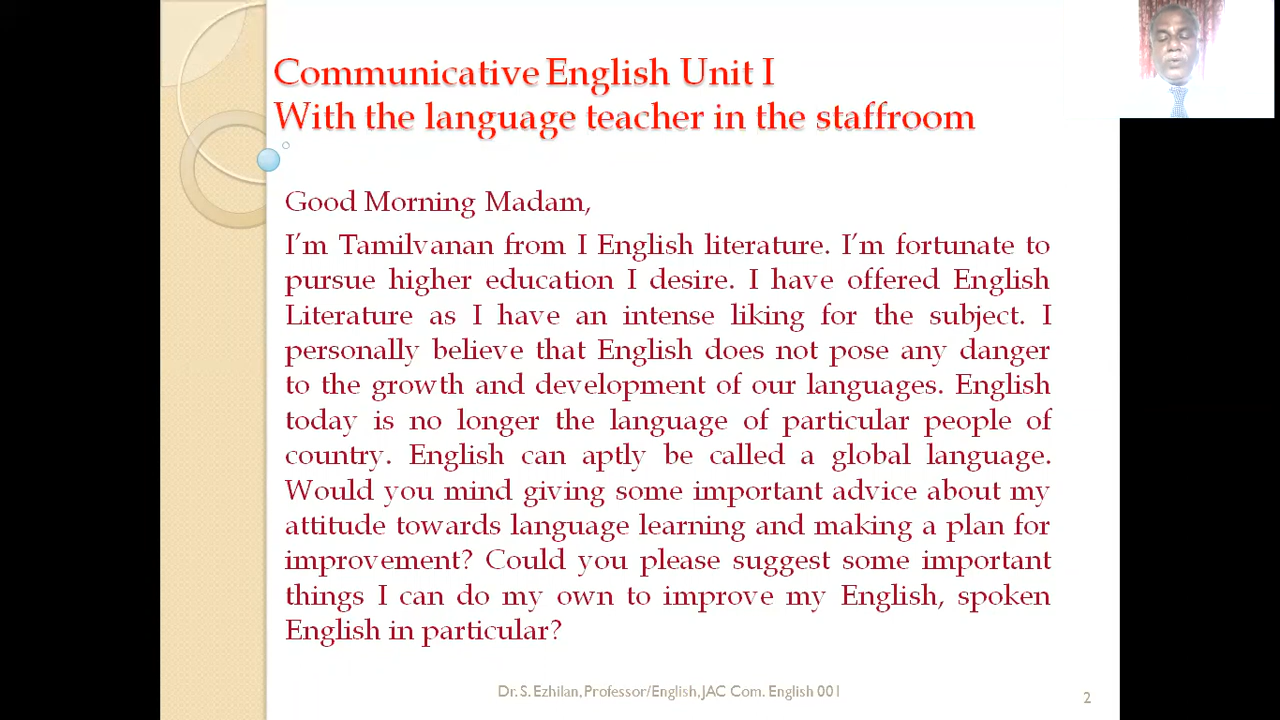 Communicative English Unit I
With the language teacher in the staffroom
Good Morning Madam,
I'm Tamilvanan from I English literature. I'm fortunate to
pursue higher education I desire. I have offered English
Literature as I have an intense liking for the subject. I
personally believe that English does not pose any danger
to the growth and development of our languages. English
today is no longer the language of particular people of
country. English can aptly be called a global language.
Would you mind giving some important advice about my
attitude towards language learning and making a plan for
improvement? Could you please suggest some important
things I can do my own to improve my English, spoken
English in particular?
Dr. S. Ezhilan, Professor/English, JAC Com. English 001
2